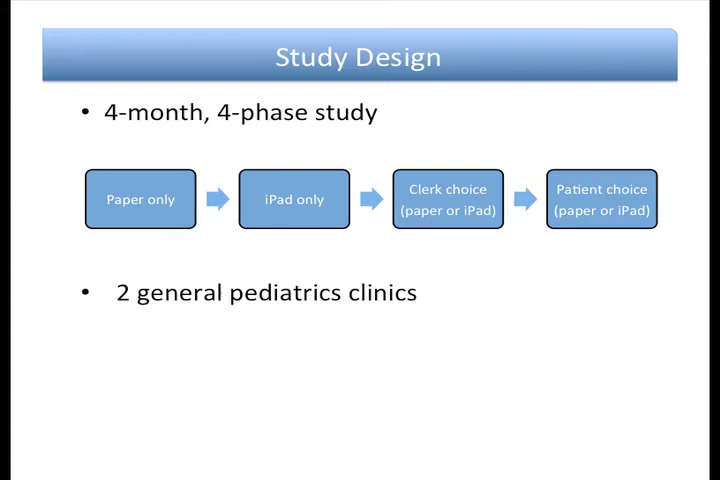 Study Design
• 4-month, 4-phase study
Paper only
iPad only
Clerk choice
(paper or iPad)
Patient choice
(paper or iPad)
• 2 general pediatrics clinics